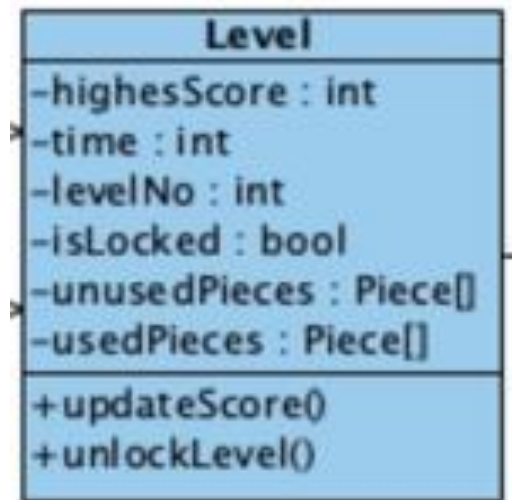 Level
-highesScore : int
-time : int
-levelNo : int
-isLocked : bool
-unusedPieces : Piece[]
-usedPieces : Piece[]
+updateScore()
+unlockLevel()